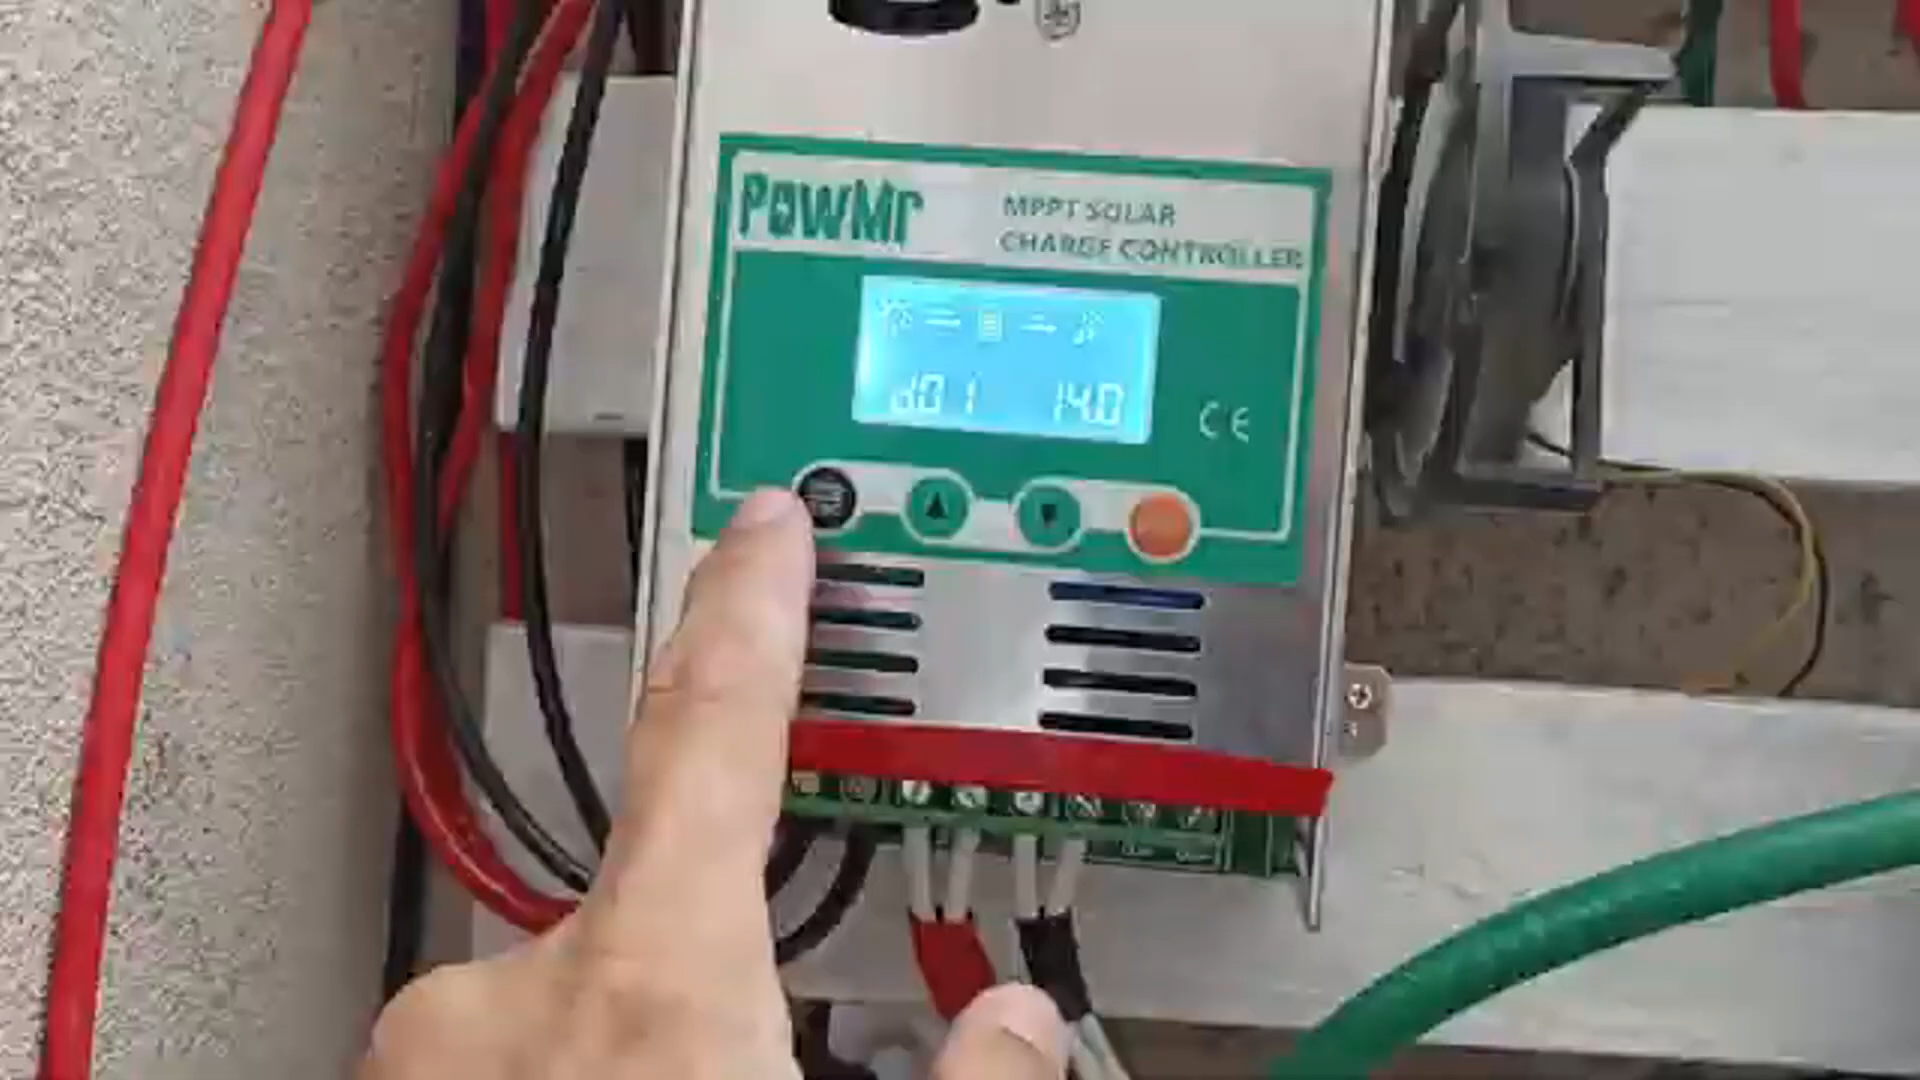 PowMr
MPPT SOLAR
CHARGE CONTROLLER
d01 14.0
CE